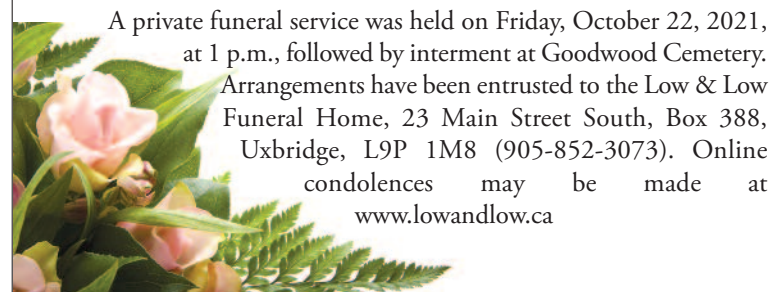 A private funeral service was held on Friday, October 22, 2021,
at 1 p.m., followed by interment at Goodwood Cemetery.
Arrangements have been entrusted to the Low & Low
Funeral Home, 23 Main Street South, Box 388,
Uxbridge, L9P 1M8 (905-852-3073). Online
condolences may be made at
www.lowandlow.ca